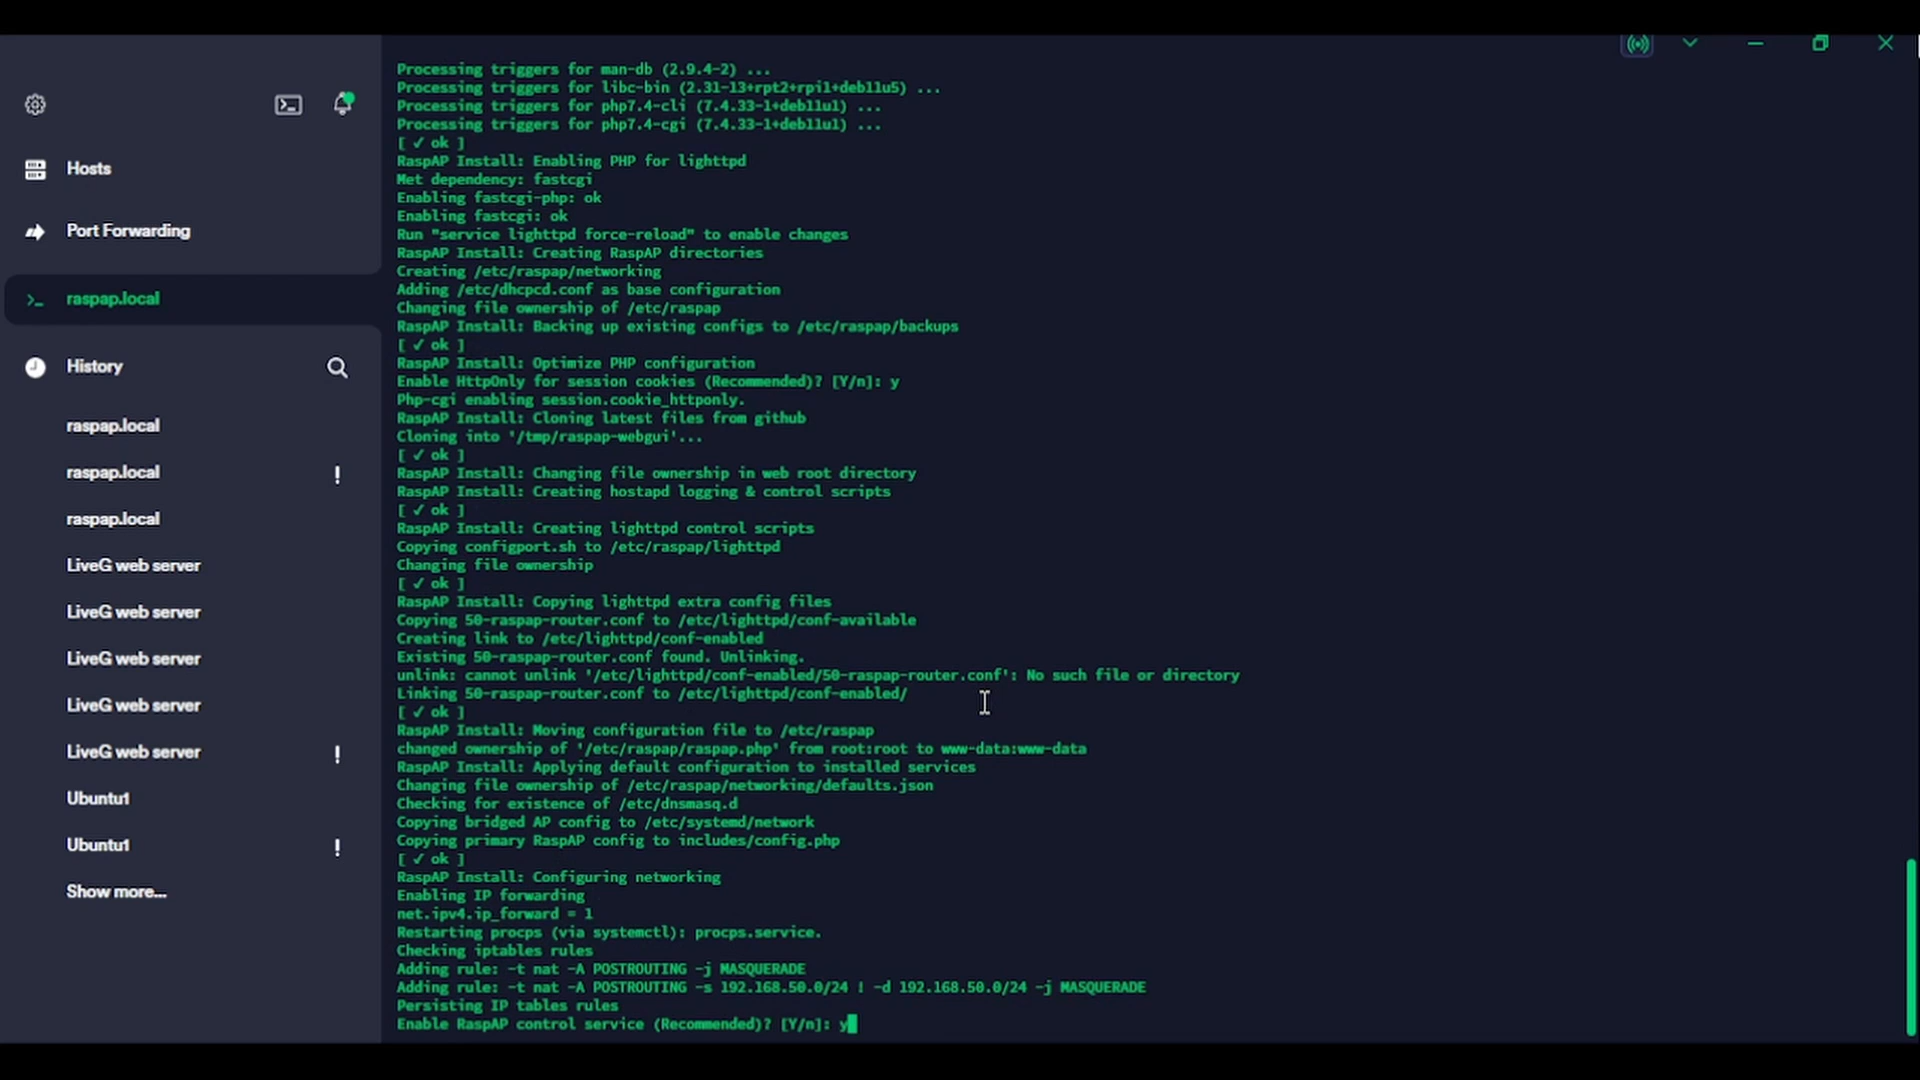 Hosts
Port Forwarding
>_ raspap.local
History
raspap.local
raspap.local !
raspap.local
LiveG web server
LiveG web server
LiveG web server
LiveG web server
LiveG web server !
Ubuntu1
Ubuntu1 !
Show more...
Processing triggers for man-db (2.9.4-2) ...
Processing triggers for libc-bin (2.31-13+rpt2+rpi1+deb11u5) ...
Processing triggers for php7.4-cli (7.4.33-1+deb11u1) ...
Processing triggers for php7.4-cgi (7.4.33-1+deb11u1) ...
[ ✓ ok ]
RaspAP Install: Enabling PHP for lighttpd
Met dependency: fastcgi
Enabling fastcgi-php: ok
Enabling fastcgi: ok
Run "service lighttpd force-reload" to enable changes
RaspAP Install: Creating RaspAP directories
Creating /etc/raspap/networking
Adding /etc/dhcpcd.conf as base configuration
Changing file ownership of /etc/raspap
RaspAP Install: Backing up existing configs to /etc/raspap/backups
[ ✓ ok ]
RaspAP Install: Optimize PHP configuration
Enable HttpOnly for session cookies (Recommended)? [Y/n]: y
Php-cgi enabling session.cookie_httponly.
RaspAP Install: Cloning latest files from github
Cloning into '/tmp/raspap-webgui'...
[ ✓ ok ]
RaspAP Install: Changing file ownership in web root directory
RaspAP Install: Creating hostapd logging & control scripts
[ ✓ ok ]
RaspAP Install: Creating lighttpd control scripts
Copying configport.sh to /etc/raspap/lighttpd
Changing file ownership
[ ✓ ok ]
RaspAP Install: Copying lighttpd extra config files
Copying 50-raspap-router.conf to /etc/lighttpd/conf-available
Creating link to /etc/lighttpd/conf-enabled
Existing 50-raspap-router.conf found. Unlinking.
unlink: cannot unlink '/etc/lighttpd/conf-enabled/50-raspap-router.conf': No such file or directory
Linking 50-raspap-router.conf to /etc/lighttpd/conf-enabled/
[ ✓ ok ]
RaspAP Install: Moving configuration file to /etc/raspap
changed ownership of '/etc/raspap/raspap.php' from root:root to www-data:www-data
RaspAP Install: Applying default configuration to installed services
Changing file ownership of /etc/raspap/networking/defaults.json
Checking for existence of /etc/dnsmasq.d
Copying bridged AP config to /etc/systemd/network
Copying primary RaspAP config to includes/config.php
[ ✓ ok ]
RaspAP Install: Configuring networking
Enabling IP forwarding
net.ipv4.ip_forward = 1
Restarting procps (via systemctl): procps.service.
Checking iptables rules
Adding rule: -t nat -A POSTROUTING -j MASQUERADE
Adding rule: -t nat -A POSTROUTING -s 192.168.50.0/24 ! -d 192.168.50.0/24 -j MASQUERADE
Persisting IP tables rules
Enable RaspAP control service (Recommended)? [Y/n]: y